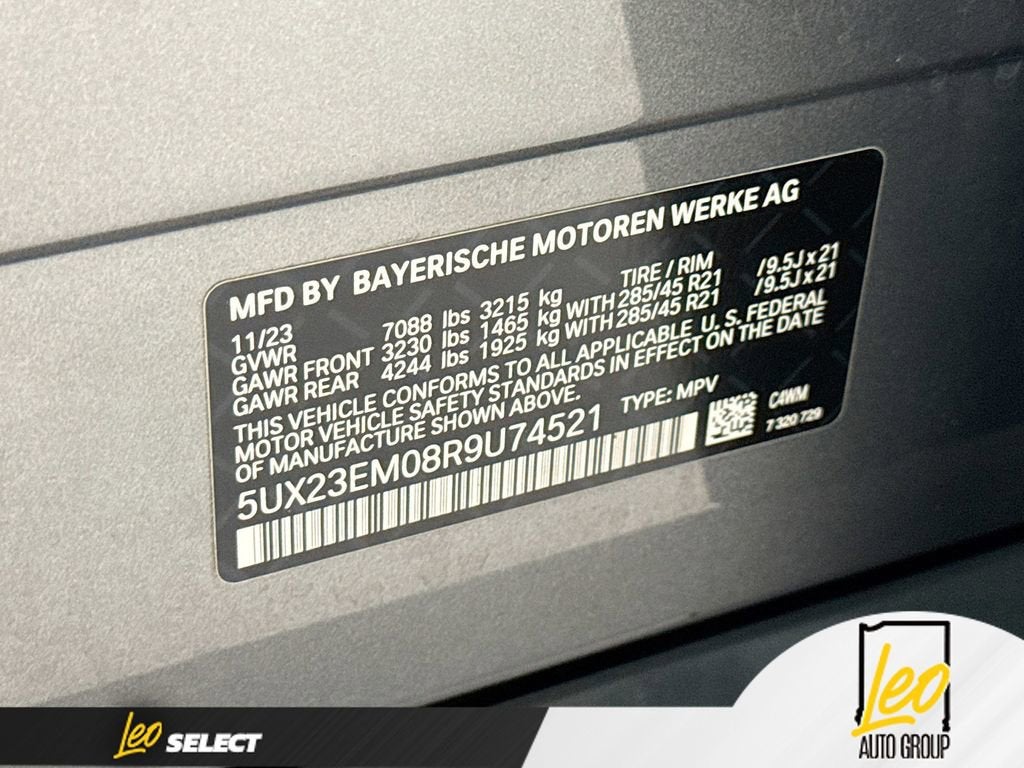 MFD BY BAYERISCHE MOTOREN WERKE AG
11/23 TIRE / RIM
GVWR 7088 lbs 3215 kg
GAWR FRONT 3230 lbs 1465 kg WITH 285/45 R21 /9.5J x 21
GAWR REAR 4244 lbs 1925 kg WITH 285/45 R21 /9.5J x 21
THIS VEHICLE CONFORMS TO ALL APPLICABLE U. S. FEDERAL
MOTOR VEHICLE SAFETY STANDARDS IN EFFECT ON THE DATE
OF MANUFACTURE SHOWN ABOVE.
5UX23EM08R9U74521 TYPE: MPV
C4WM
7 320 729
Leo SELECT
Leo
AUTO GROUP